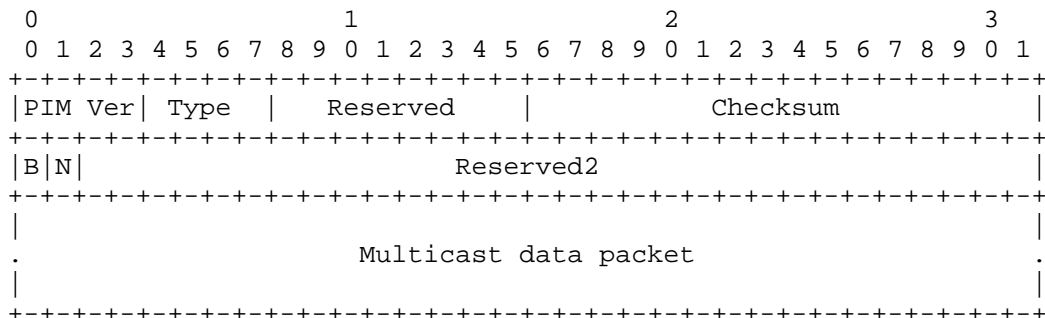 0                   1                   2                   3
 0 1 2 3 4 5 6 7 8 9 0 1 2 3 4 5 6 7 8 9 0 1 2 3 4 5 6 7 8 9 0 1
+-+-+-+-+-+-+-+-+-+-+-+-+-+-+-+-+-+-+-+-+-+-+-+-+-+-+-+-+-+-+-+-+
|PIM Ver| Type  |   Reserved    |           Checksum            |
+-+-+-+-+-+-+-+-+-+-+-+-+-+-+-+-+-+-+-+-+-+-+-+-+-+-+-+-+-+-+-+-+
|B|N|                       Reserved2                           |
+-+-+-+-+-+-+-+-+-+-+-+-+-+-+-+-+-+-+-+-+-+-+-+-+-+-+-+-+-+-+-+-+
|                                                               |
.                     Multicast data packet                     .
|                                                               |
+-+-+-+-+-+-+-+-+-+-+-+-+-+-+-+-+-+-+-+-+-+-+-+-+-+-+-+-+-+-+-+-+